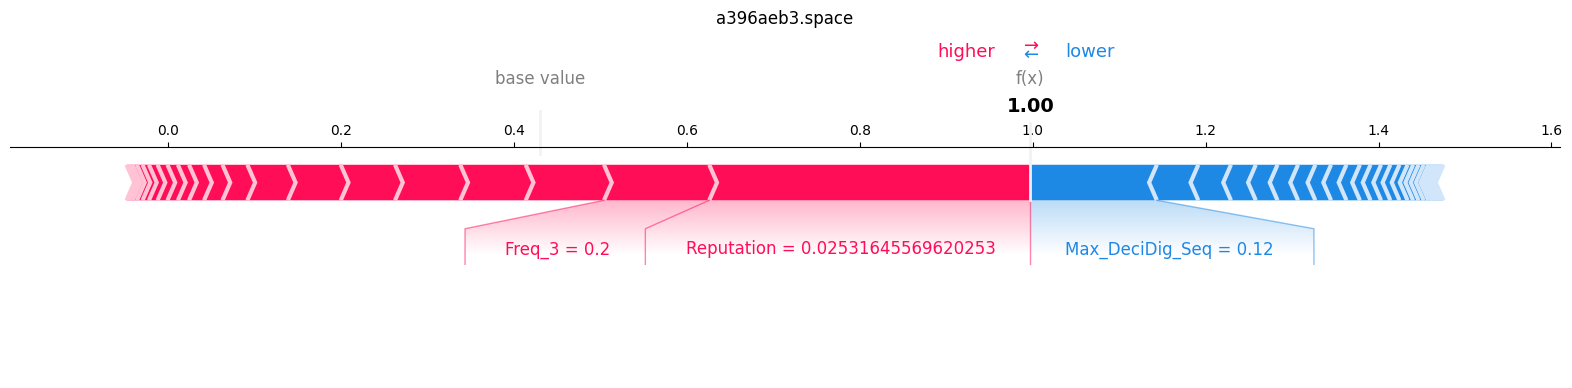 a396aeb3.space
higher ⇄ lower
base value f(x)
1.00
0.0 0.2 0.4 0.6 0.8 1.0 1.2 1.4 1.6
Freq_3 = 0.2 Reputation = 0.02531645569620253 Max_DeciDig_Seq = 0.12